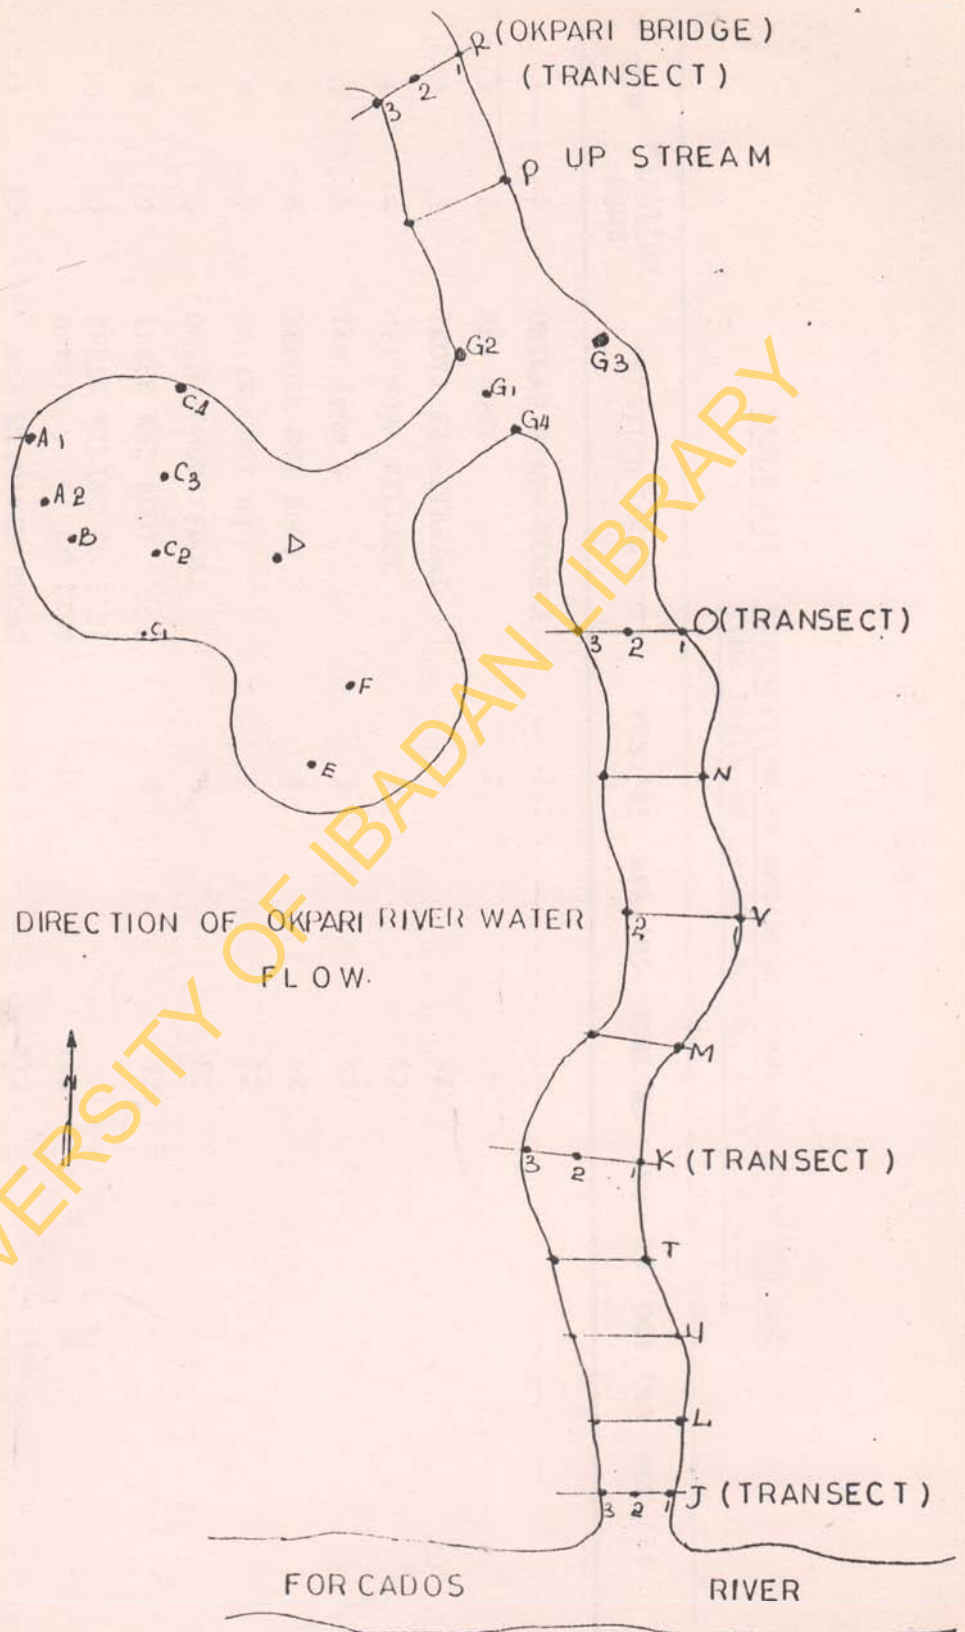 R (OKPARI BRIDGE)
(TRANSECT)
1
2
3
P UP STREAM
G2
G3
G1
G4
C4
A1
C3
A2
B
C2
D
C1
F
E
O (TRANSECT)
3 2 1
N
V
2 1
DIRECTION OF OKPARI RIVER WATER
FLOW.
N
M
K (TRANSECT)
3 2 1
T
L
J (TRANSECT)
3 2 1
FORCADOS RIVER
VERSITY OF IBADAN LIBRARY